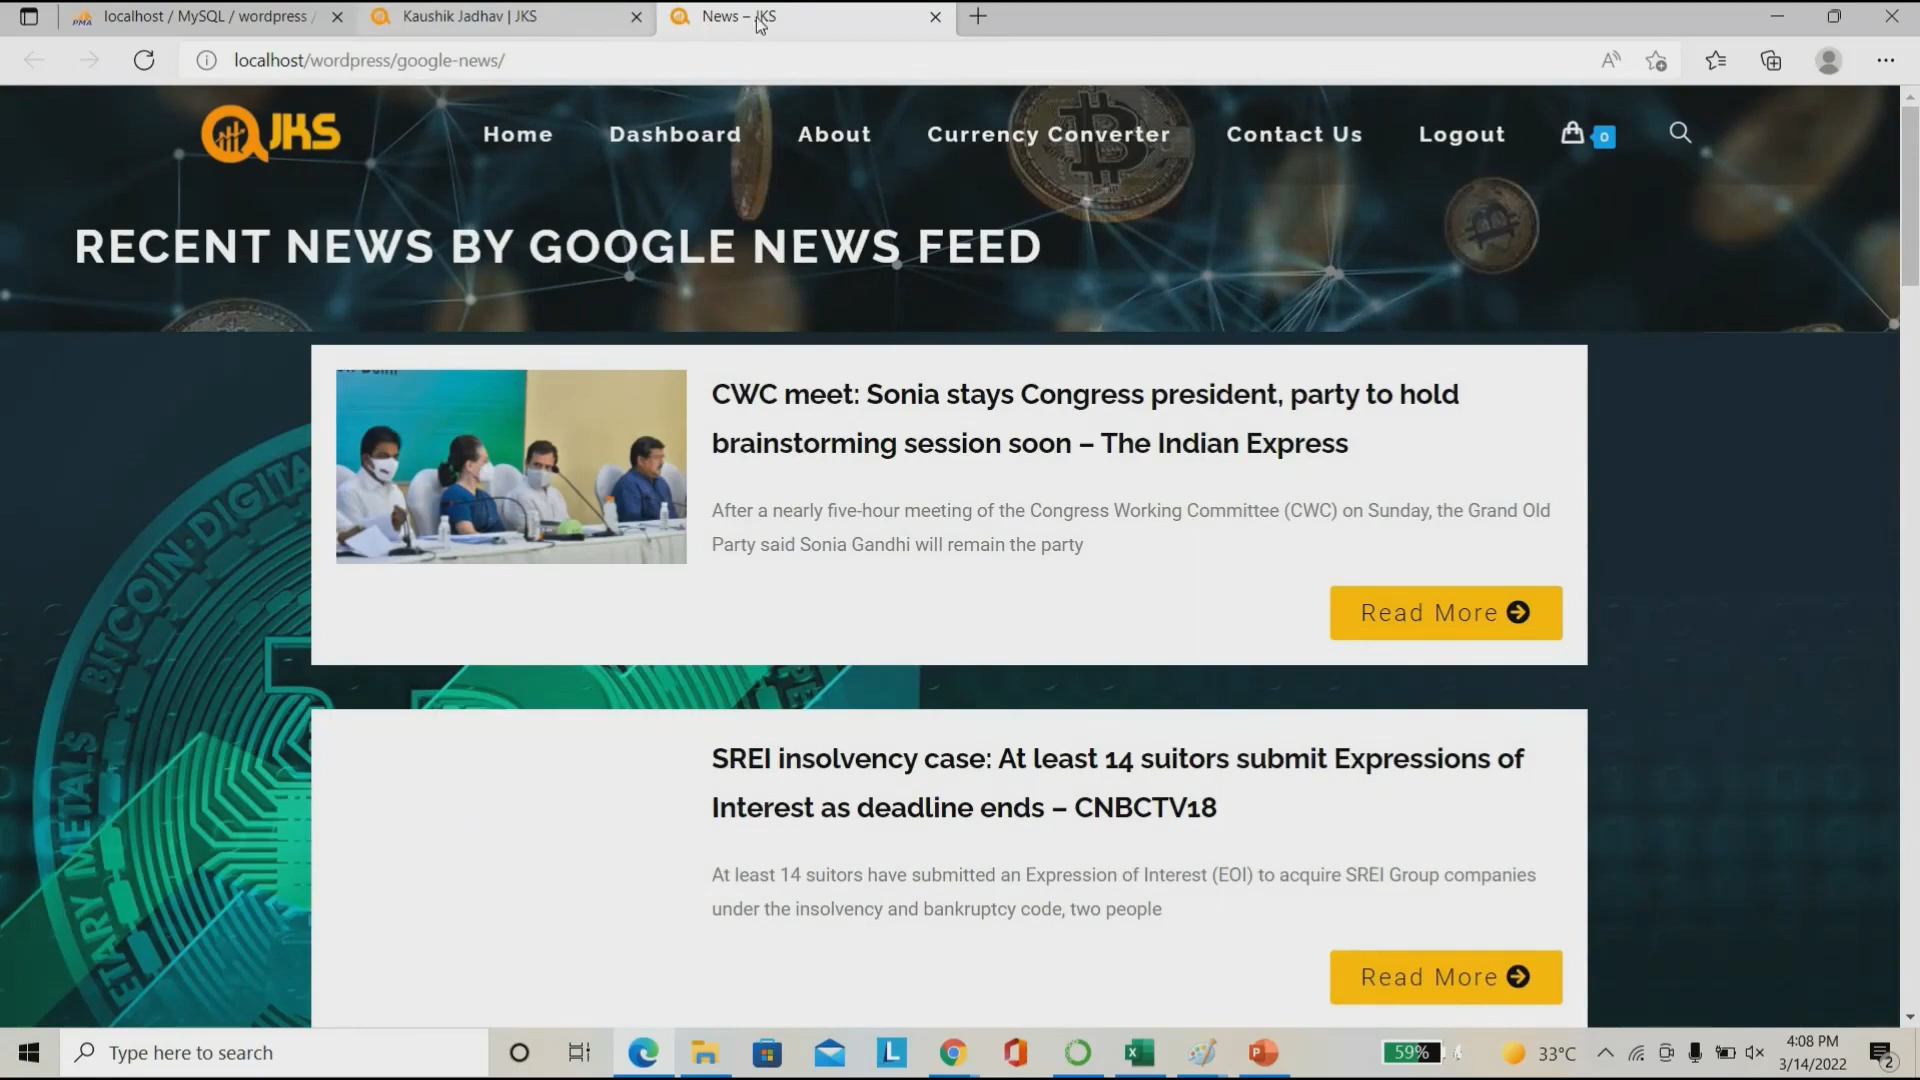 localhost / MySQL / wordpress /
Kaushik Jadhav | JKS
News – JKS
localhost/wordpress/google-news/
JKS
Home
Dashboard
About
Currency Converter
Contact Us
Logout
0
RECENT NEWS BY GOOGLE NEWS FEED
CWC meet: Sonia stays Congress president, party to hold
brainstorming session soon – The Indian Express
After a nearly five-hour meeting of the Congress Working Committee (CWC) on Sunday, the Grand Old
Party said Sonia Gandhi will remain the party
Read More
BITCOIN·DIGITA
ETARY METALS
SREI insolvency case: At least 14 suitors submit Expressions of
Interest as deadline ends – CNBCTV18
At least 14 suitors have submitted an Expression of Interest (EOI) to acquire SREI Group companies
under the insolvency and bankruptcy code, two people
Read More
Type here to search
59%
33°C
4:08 PM
3/14/2022
2